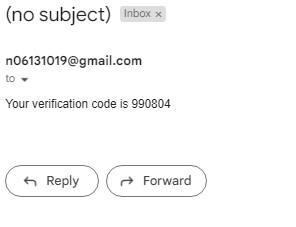 (no subject) Inbox ×
n06131019@gmail.com
to
Your verification code is 990804
Reply Forward